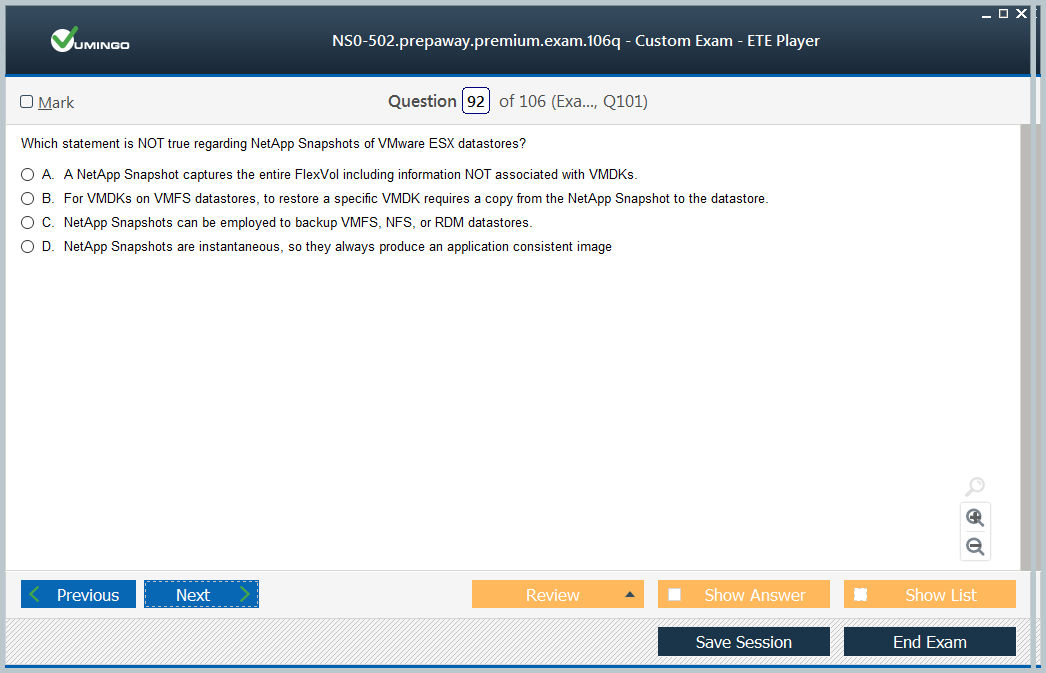 VUMINGO
NS0-502.prepaway.premium.exam.106q - Custom Exam - ETE Player
Mark
Question 92 of 106 (Exa..., Q101)
Which statement is NOT true regarding NetApp Snapshots of VMware ESX datastores?
A. A NetApp Snapshot captures the entire FlexVol including information NOT associated with VMDKs.
B. For VMDKs on VMFS datastores, to restore a specific VMDK requires a copy from the NetApp Snapshot to the datastore.
C. NetApp Snapshots can be employed to backup VMFS, NFS, or RDM datastores.
D. NetApp Snapshots are instantaneous, so they always produce an application consistent image
Previous Next Review Show Answer Show List
Save Session End Exam